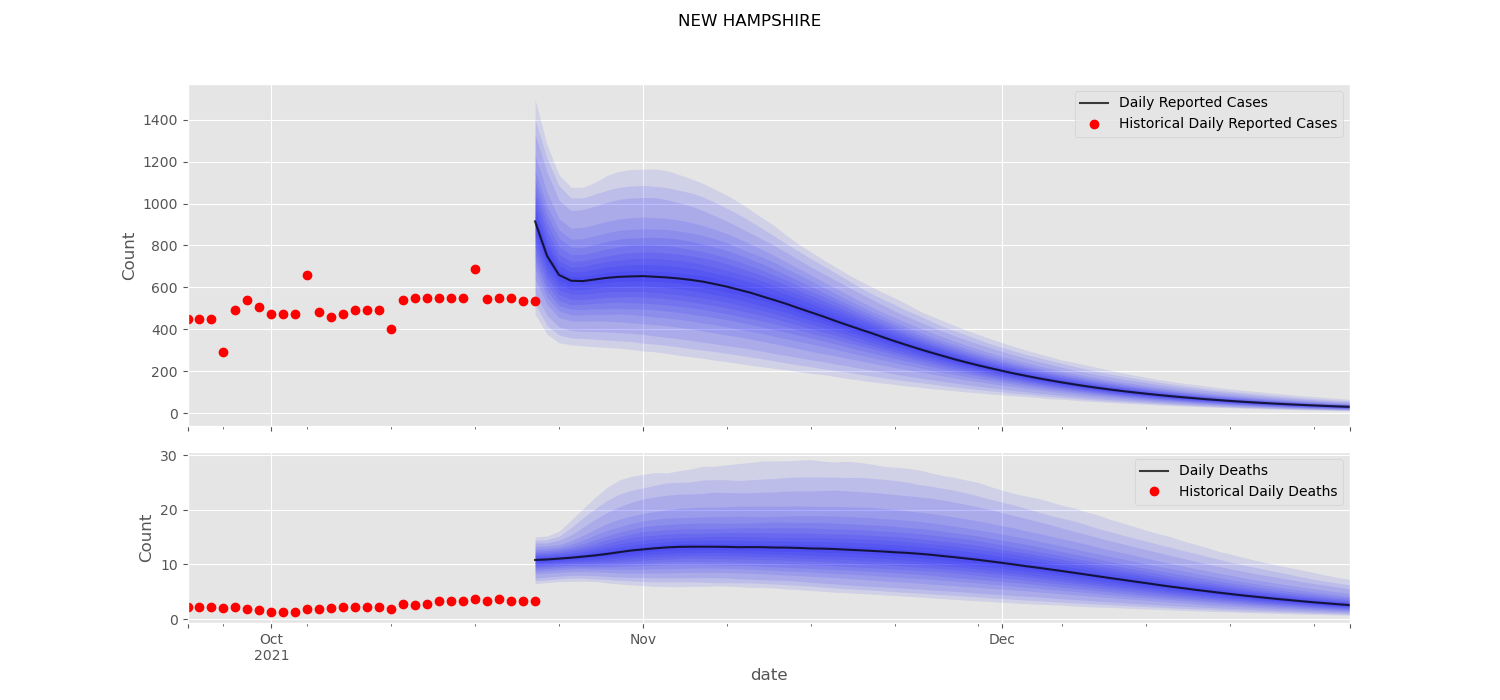 NEW HAMPSHIRE
Daily Reported Cases
Historical Daily Reported Cases
1400
1200
1000
800
600
400
200
0
Count
Daily Deaths
Historical Daily Deaths
30
20
10
0
Count
Oct
2021
Nov
Dec
date